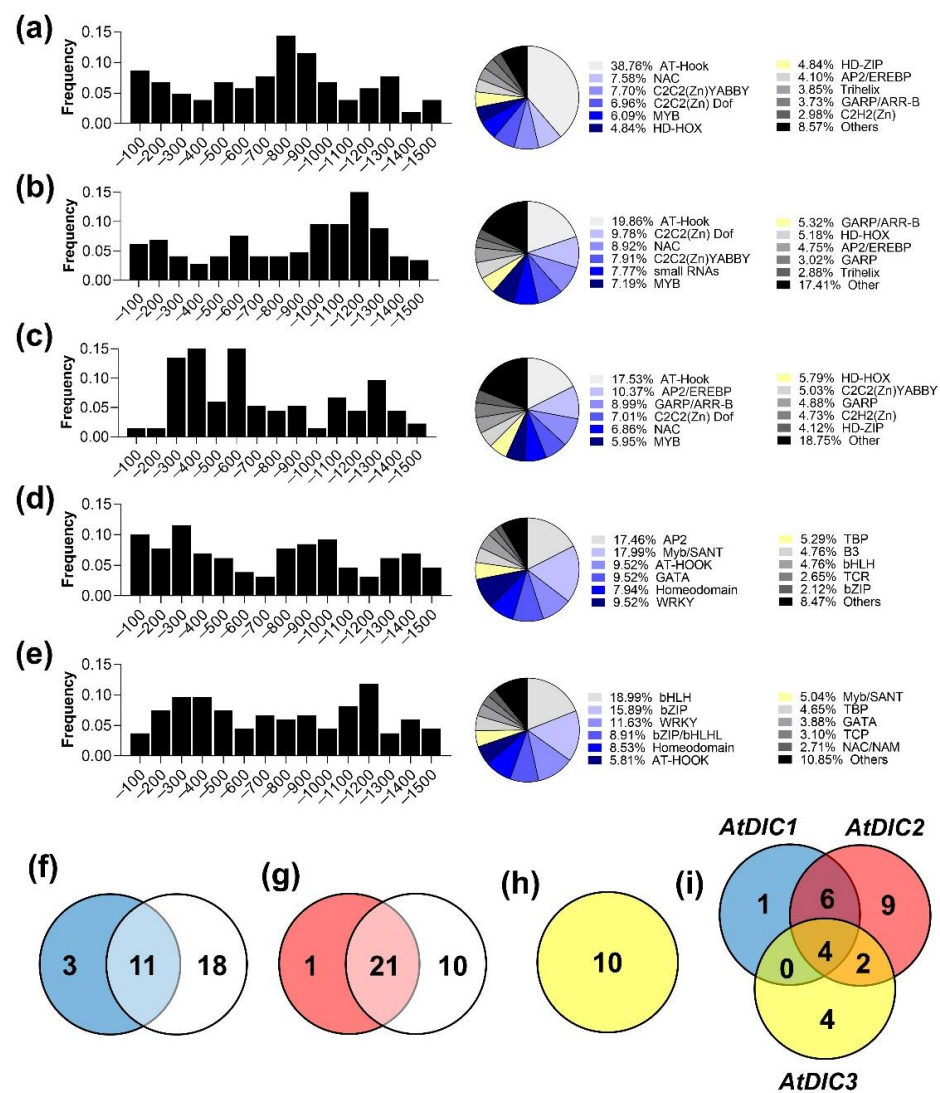 (a)
Frequency
0.15
0.10
0.05
0.00
–100
–200
–300
–400
–500
–600
–700
–800
–900
–1000
–1100
–1200
–1300
–1400
–1500
38.76% AT-Hook
7.58% NAC
7.70% C2C2(Zn)YABBY
6.96% C2C2(Zn) Dof
6.09% MYB
4.84% HD-HOX
4.84% HD-ZIP
4.10% AP2/EREBP
3.85% Trihelix
3.73% GARP/ARR-B
2.98% C2H2(Zn)
8.57% Others
(b)
Frequency
0.15
0.10
0.05
0.00
–100
–200
–300
–400
–500
–600
–700
–800
–900
–1000
–1100
–1200
–1300
–1400
–1500
19.86% AT-Hook
9.78% C2C2(Zn) Dof
8.92% NAC
7.91% C2C2(Zn)YABBY
7.77% small RNAs
7.19% MYB
5.32% GARP/ARR-B
5.18% HD-HOX
4.75% AP2/EREBP
3.02% GARP
2.88% Trihelix
17.41% Other
(c)
Frequency
0.15
0.10
0.05
0.00
–100
–200
–300
–400
–500
–600
–700
–800
–900
–1000
–1100
–1200
–1300
–1400
–1500
17.53% AT-Hook
10.37% AP2/EREBP
8.99% GARP/ARR-B
7.01% C2C2(Zn) Dof
6.86% NAC
5.95% MYB
5.79% HD-HOX
5.03% C2C2(Zn)YABBY
4.88% GARP
4.73% C2H2(Zn)
4.12% HD-ZIP
18.75% Other
(d)
Frequency
0.15
0.10
0.05
0.00
–100
–200
–300
–400
–500
–600
–700
–800
–900
–1000
–1100
–1200
–1300
–1400
–1500
17.46% AP2
17.99% Myb/SANT
9.52% AT-HOOK
9.52% GATA
7.94% Homeodomain
9.52% WRKY
5.29% TBP
4.76% B3
4.76% bHLH
2.65% TCR
2.12% bZIP
8.47% Others
(e)
Frequency
0.15
0.10
0.05
0.00
–100
–200
–300
–400
–500
–600
–700
–800
–900
–1000
–1100
–1200
–1300
–1400
–1500
18.99% bHLH
15.89% bZIP
11.63% WRKY
8.91% bZIP/bHLHL
8.53% Homeodomain
5.81% AT-HOOK
5.04% Myb/SANT
4.65% TBP
3.88% GATA
3.10% TCP
2.71% NAC/NAM
10.85% Others
(f)
3 11 18
(g)
1 21 10
(h)
10
(i)
AtDIC1 AtDIC2
1 6 9
4
0 2
4
AtDIC3